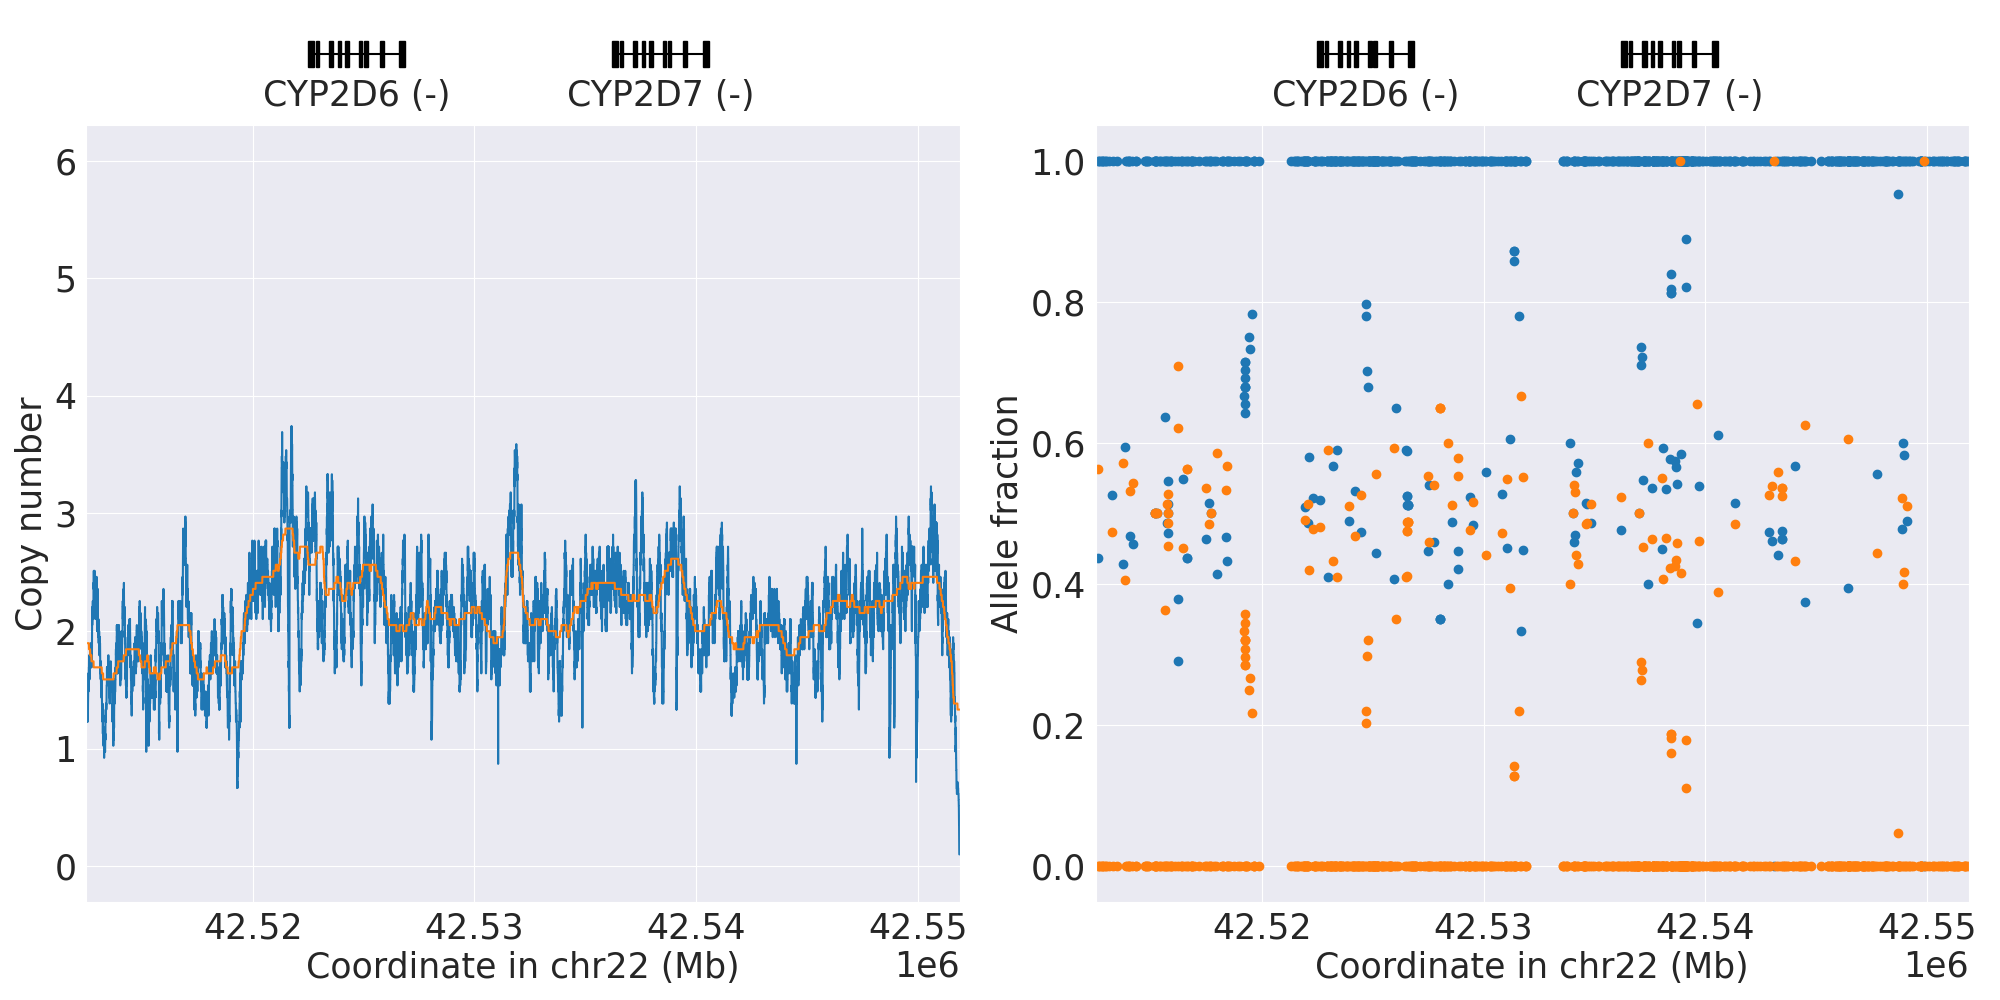 CYP2D6 (-) CYP2D7 (-)
Copy number
6
5
4
3
2
1
0
42.52 42.53 42.54 42.55
Coordinate in chr22 (Mb) 1e6
CYP2D6 (-) CYP2D7 (-)
Allele fraction
1.0
0.8
0.6
0.4
0.2
0.0
42.52 42.53 42.54 42.55
Coordinate in chr22 (Mb) 1e6